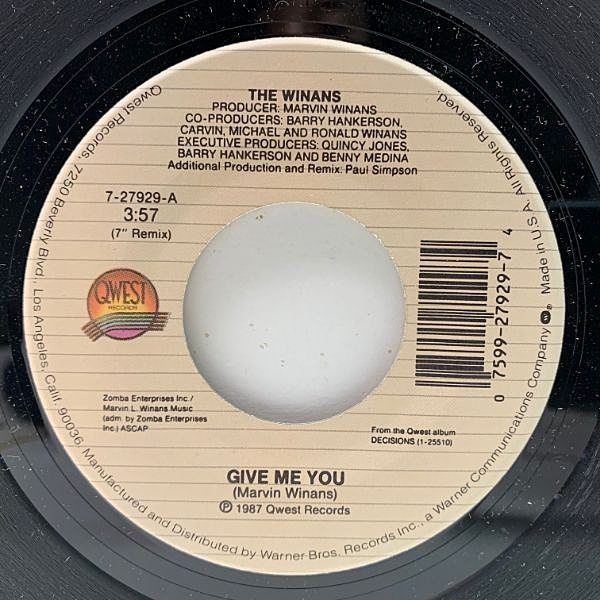 THE WINANS
PRODUCER: MARVIN WINANS
CO-PRODUCERS: BARRY HANKERSON,
CARVIN, MICHAEL AND RONALD WINANS
EXECUTIVE PRODUCERS: QUINCY JONES,
BARRY HANKERSON AND BENNY MEDINA
Additional Production and Remix: Paul Simpson
7-27929-A
3:57
(7" Remix)
QWEST
RECORDS
0 7599-27929-7 4
Zomba Enterprises Inc./
Marvin L. Winans Music
(adm. by Zomba Enterprises
Inc.) ASCAP
From the Qwest album
DECISIONS (1-25510)
GIVE ME YOU
(Marvin Winans)
℗ 1987 Qwest Records
Qwest Records, 7250 Beverly Blvd., Los Angeles, Calif. 90036 Manufactured and Distributed by Warner Bros. Records Inc., a Warner Communications Company Made in U.S.A. All Rights Reserved.